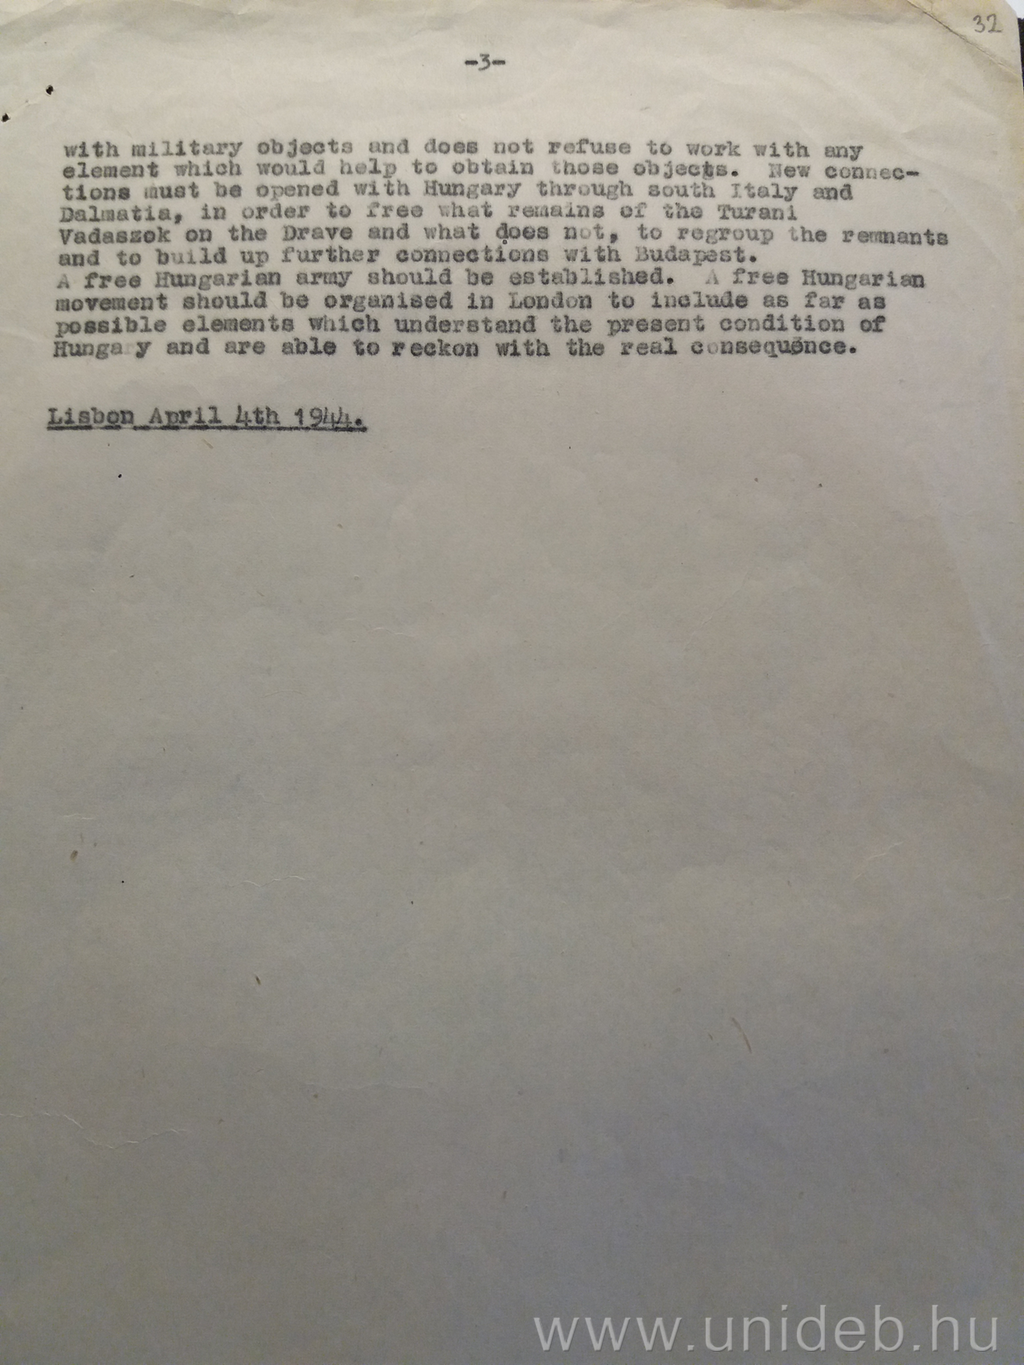 32
-3-
with military objects and does not refuse to work with any
element which would help to obtain those objects. New connec-
tions must be opened with Hungary through south Italy and
Dalmatia, in order to free what remains of the Turani
Vadaszok on the Drave and what does not, to regroup the remnants
and to build up further connections with Budapest.
A free Hungarian army should be established. A free Hungarian
movement should be organised in London to include as far as
possible elements which understand the present condition of
Hungary and are able to reckon with the real consequence.
Lisbon April 4th 1944.
www.unideb.hu